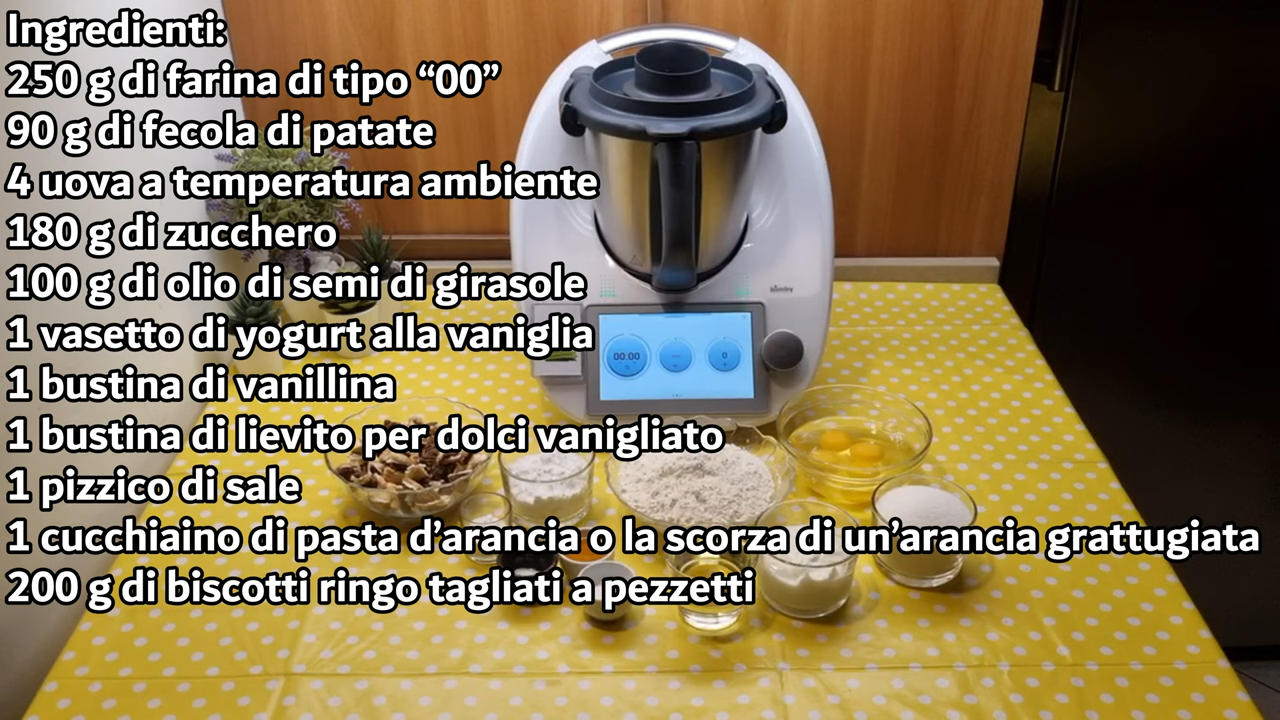 Ingredienti:
250 g di farina di tipo “00”
90 g di fecola di patate
4 uova a temperatura ambiente
180 g di zucchero
100 g di olio di semi di girasole
1 vasetto di yogurt alla vaniglia
1 bustina di vanillina
1 bustina di lievito per dolci vanigliato
1 pizzico di sale
1 cucchiaino di pasta d’arancia o la scorza di un’arancia grattugiata
200 g di biscotti ringo tagliati a pezzetti
00:00
0